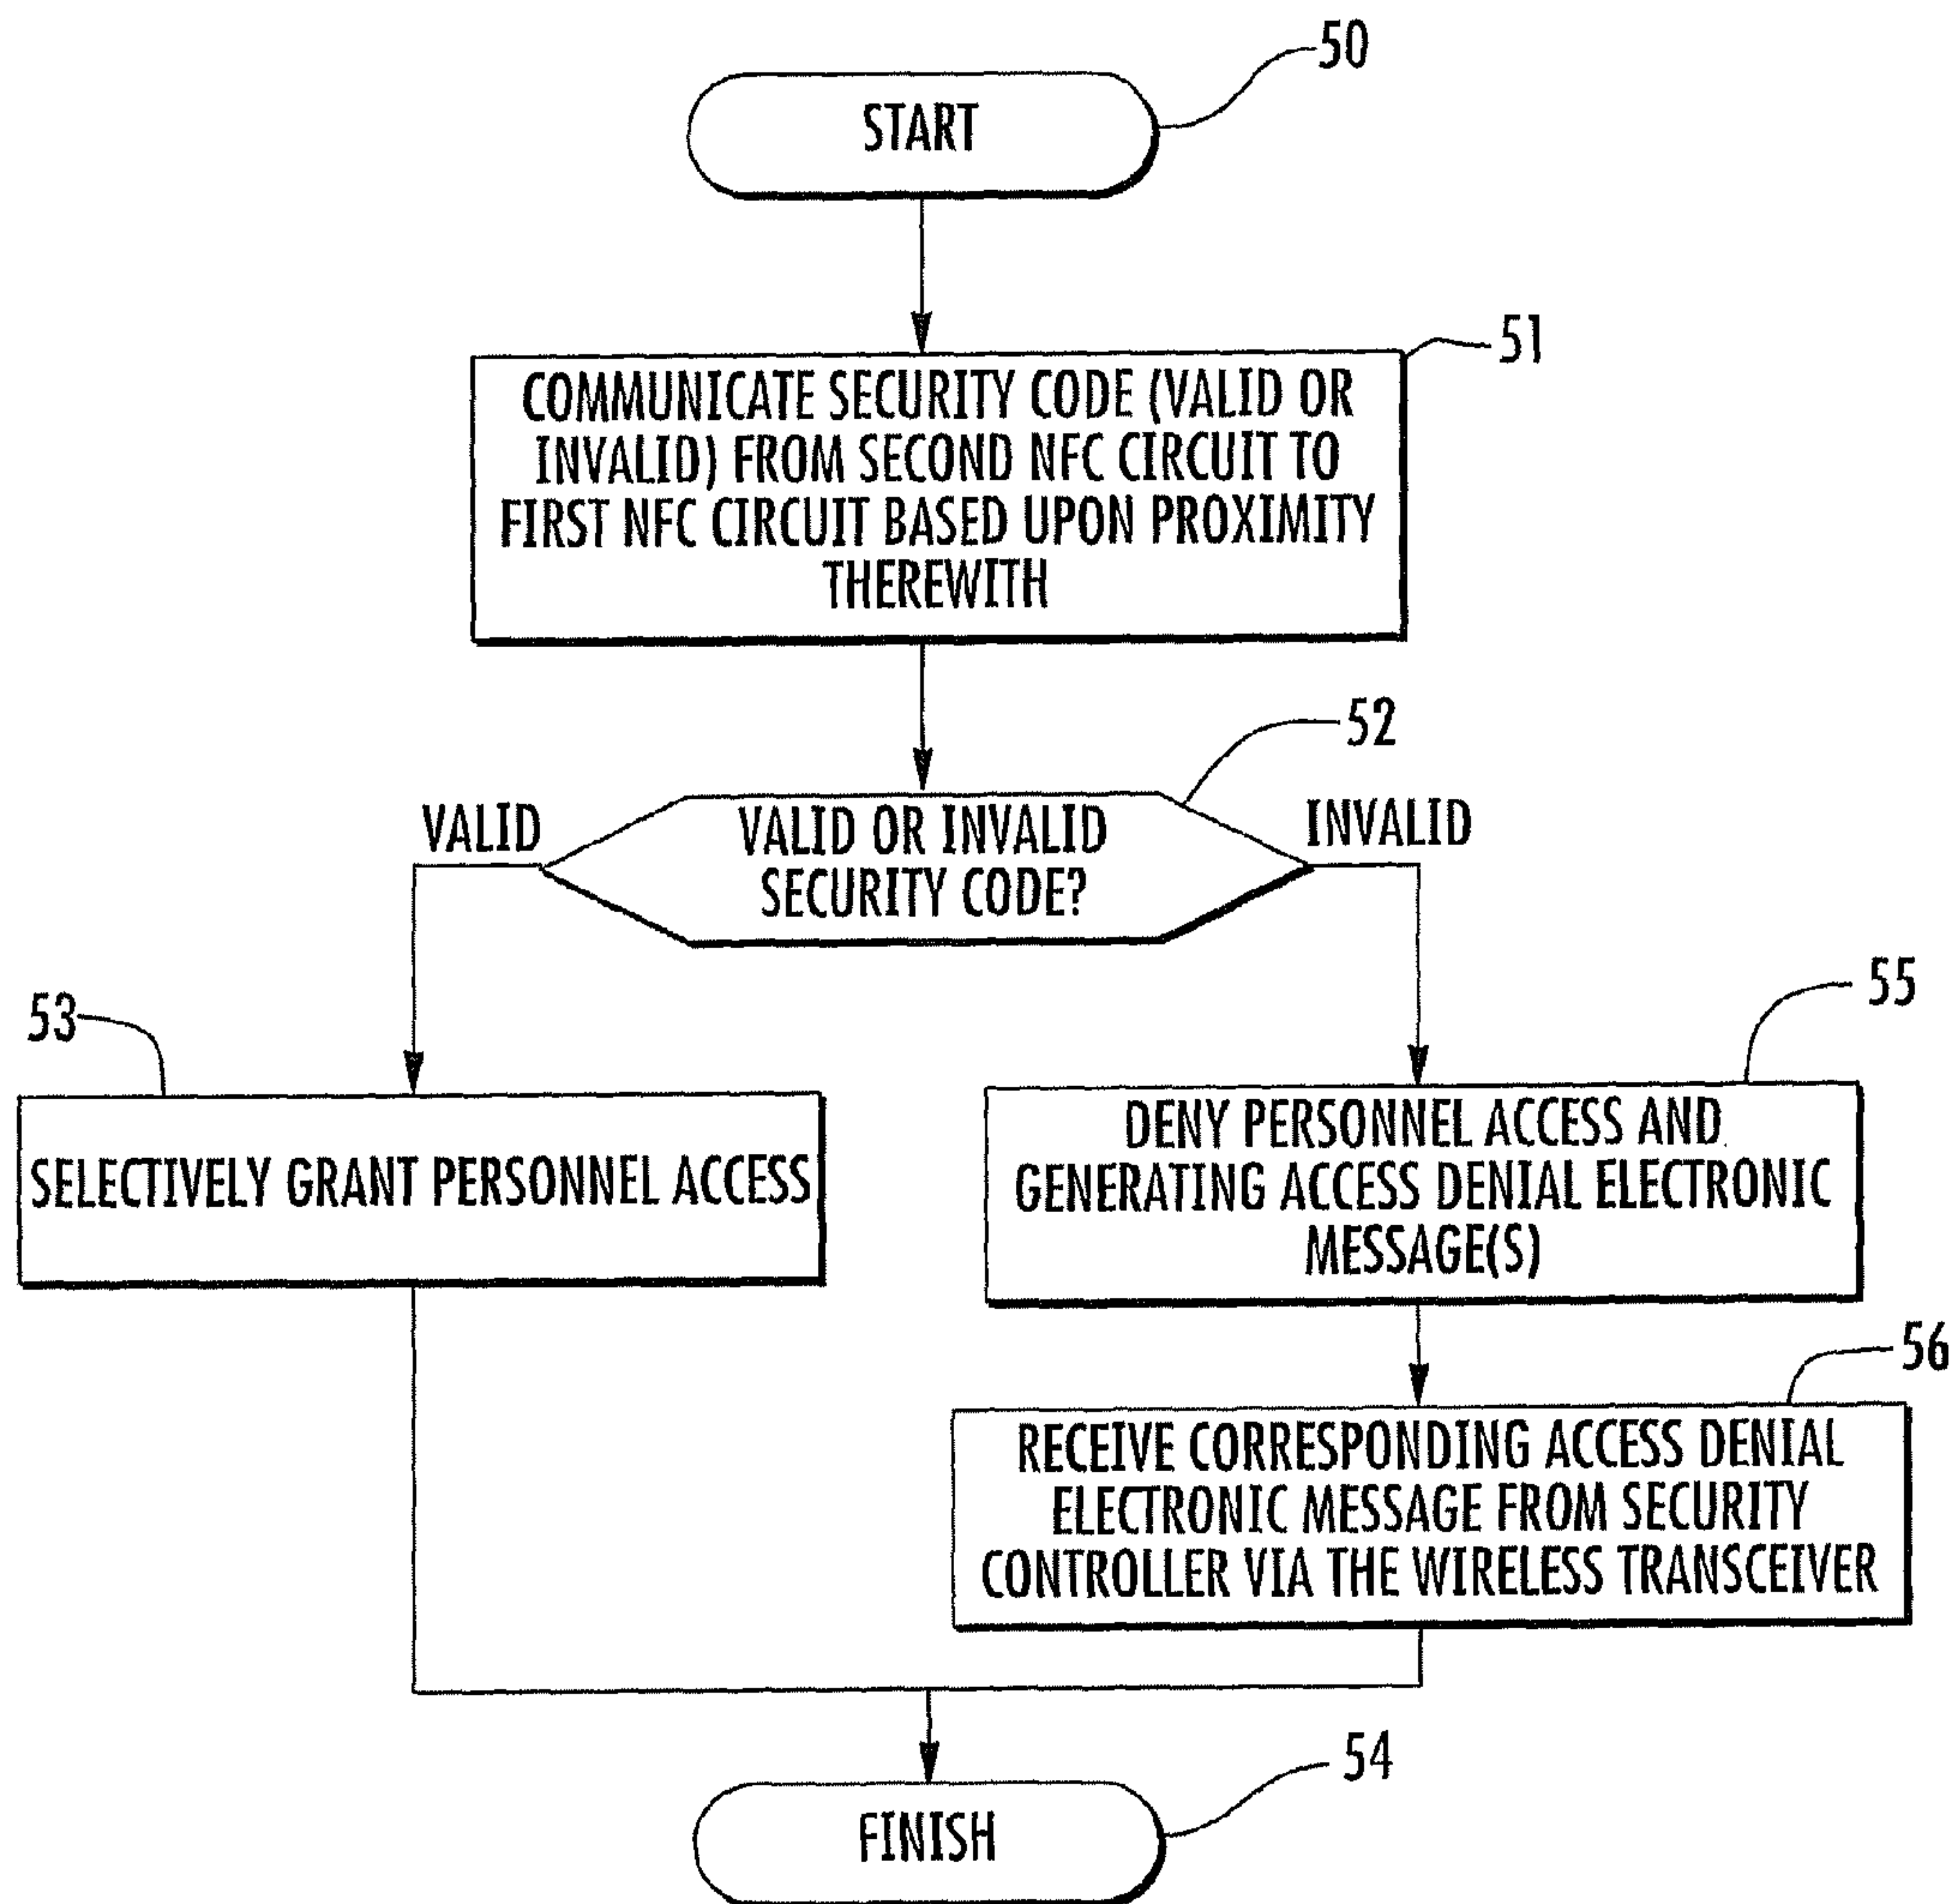 50
START
51
COMMUNICATE SECURITY CODE (VALID OR
INVALID) FROM SECOND NFC CIRCUIT TO
FIRST NFC CIRCUIT BASED UPON PROXIMITY
THEREWITH
52
VALID
VALID OR INVALID
SECURITY CODE?
INVALID
53
SELECTIVELY GRANT PERSONNEL ACCESS
55
DENY PERSONNEL ACCESS AND
GENERATING ACCESS DENIAL ELECTRONIC
MESSAGE(S)
56
RECEIVE CORRESPONDING ACCESS DENIAL
ELECTRONIC MESSAGE FROM SECURITY
CONTROLLER VIA THE WIRELESS TRANSCEIVER
54
FINISH